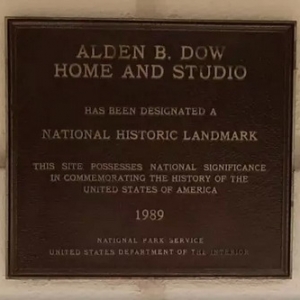 ALDEN B. DOW
HOME AND STUDIO
HAS BEEN DESIGNATED A
NATIONAL HISTORIC LANDMARK
THIS SITE POSSESSES NATIONAL SIGNIFICANCE
IN COMMEMORATING THE HISTORY OF THE
UNITED STATES OF AMERICA
1989
NATIONAL PARK SERVICE
UNITED STATES DEPARTMENT OF THE INTERIOR